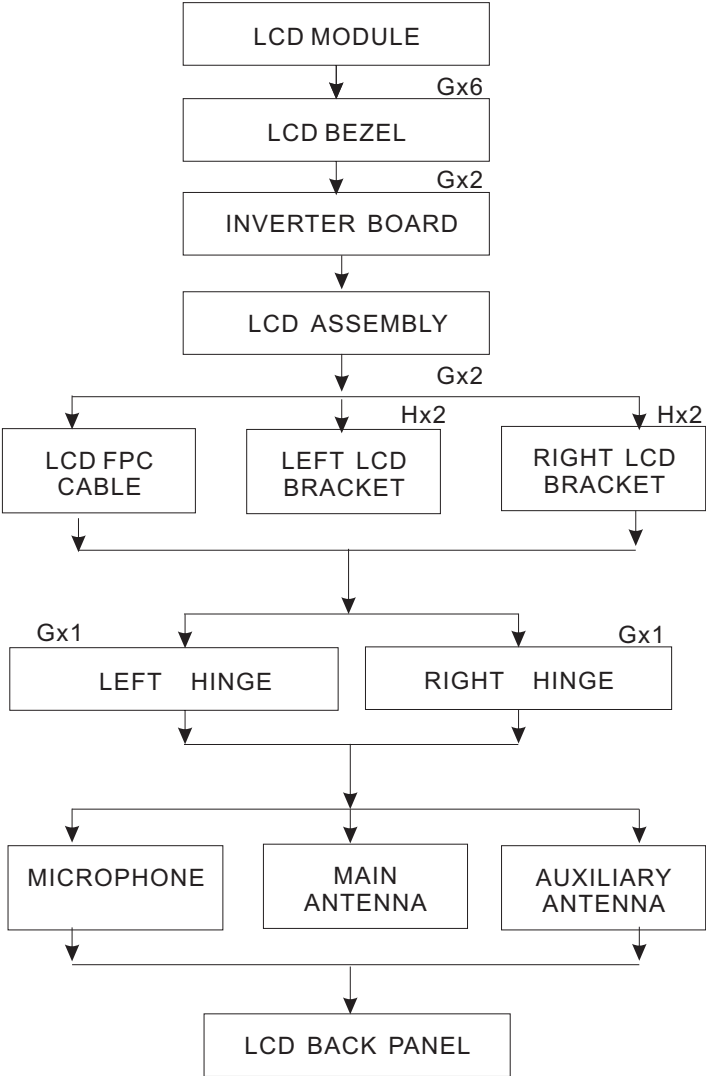 LCD MODULE
Gx6
LCD BEZEL
Gx2
INVERTER BOARD
LCD ASSEMBLY
Gx2
Hx2
Hx2
LCD FPC
CABLE
LEFT LCD
BRACKET
RIGHT LCD
BRACKET
Gx1
Gx1
LEFT HINGE
RIGHT HINGE
MICROPHONE
MAIN
ANTENNA
AUXILIARY
ANTENNA
LCD BACK PANEL